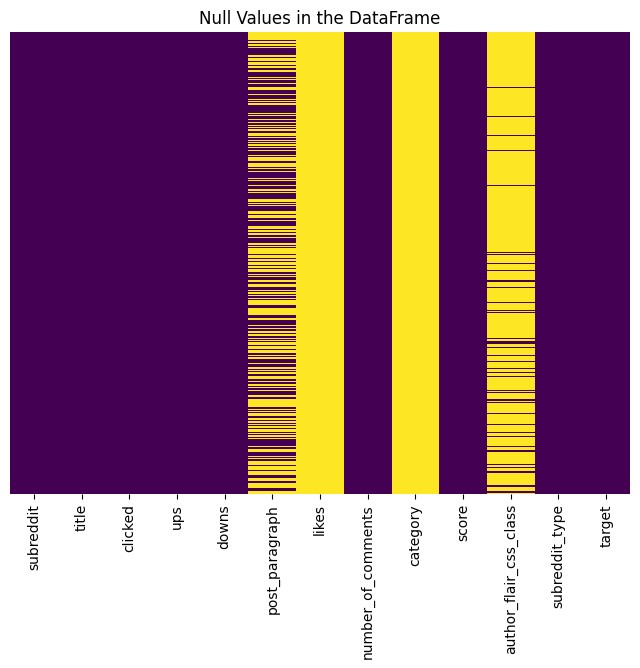 Null Values in the DataFrame
subreddit
title
clicked
ups
downs
post_paragraph
likes
number_of_comments
category
score
author_flair_css_class
subreddit_type
target